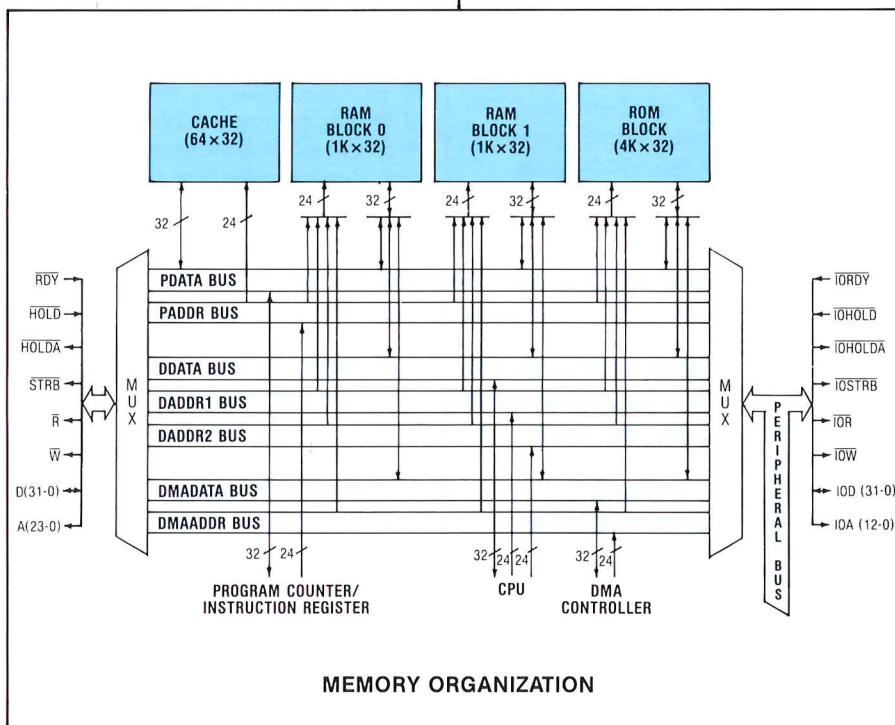 CACHE
(64×32)
RAM
BLOCK 0
(1K×32)
RAM
BLOCK 1
(1K×32)
ROM
BLOCK
(4K×32)
32
24
24
32
24
32
24
32
RDY
HOLD
HOLDA
STRB
R
W
D(31-0)
A(23-0)
MUX
PDATA BUS
PADDR BUS
DDATA BUS
DADDR1 BUS
DADDR2 BUS
DMADATA BUS
DMAADDR BUS
MUX
PERIPHERAL BUS
IORDY
IOHOLD
IOHOLDA
IOSTRB
IOR
IOW
IOD (31-0)
IOA (12-0)
32
24
32
24
24
32
24
PROGRAM COUNTER/
INSTRUCTION REGISTER
CPU
DMA
CONTROLLER
MEMORY ORGANIZATION